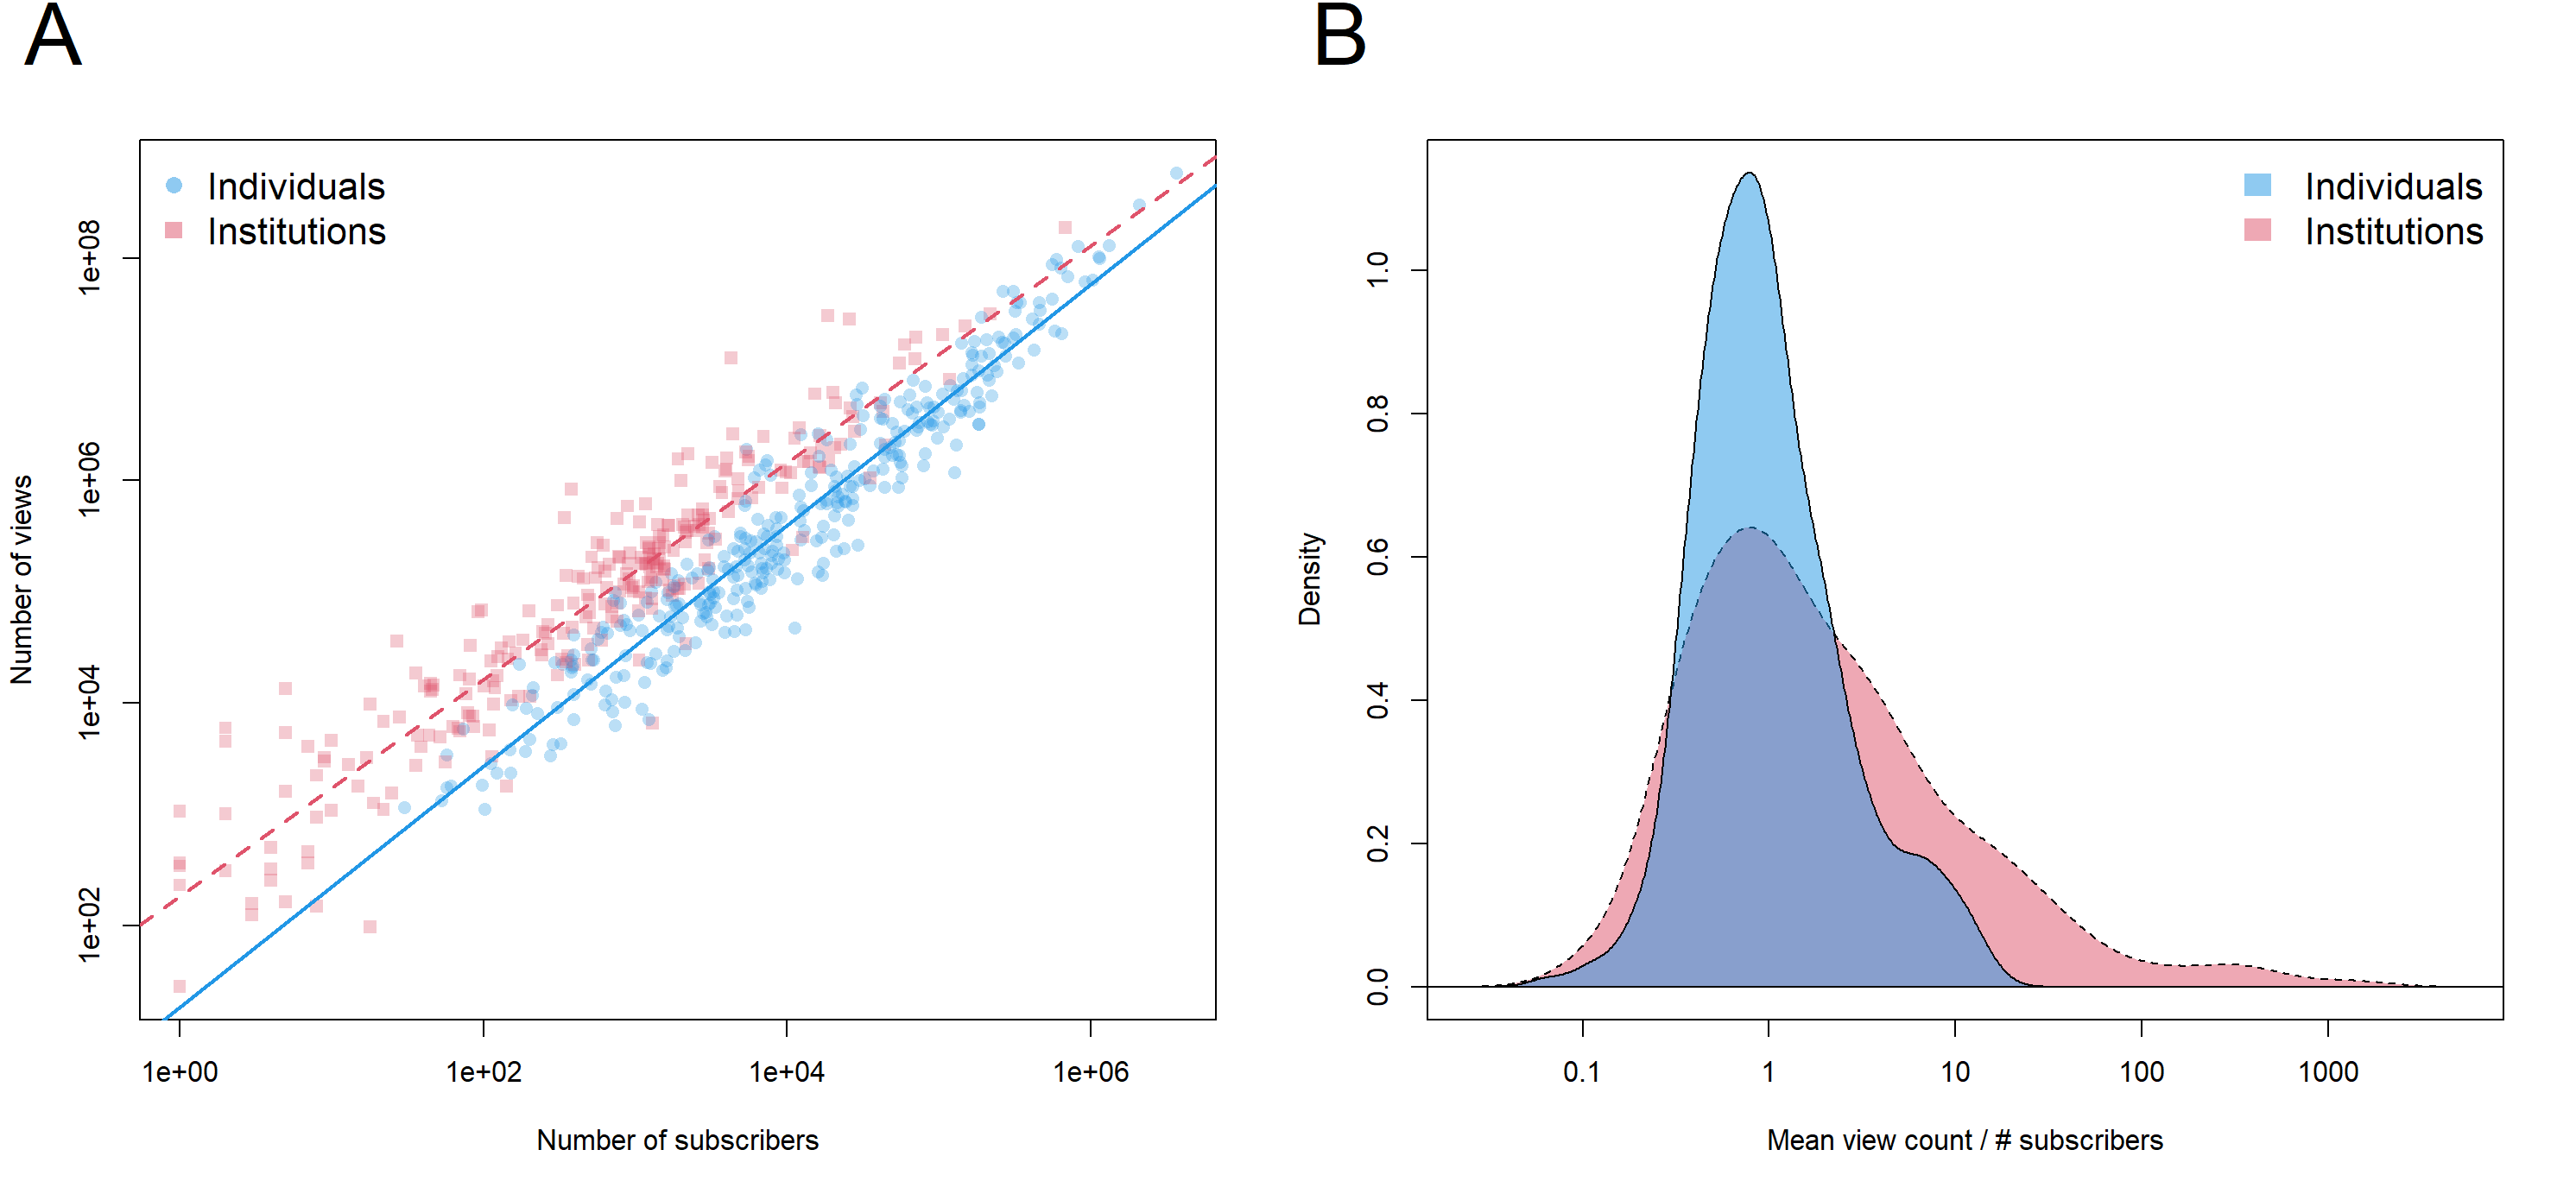 A
Individuals
Institutions
Number of views
1e+08
1e+06
1e+04
1e+02
1e+00
1e+02
1e+04
1e+06
Number of subscribers
B
Individuals
Institutions
Density
1.0
0.8
0.6
0.4
0.2
0.0
0.1
1
10
100
1000
Mean view count / # subscribers